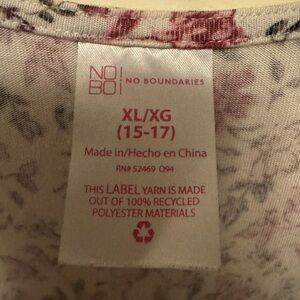 NO
BO
NO BOUNDARIES
XL/XG
(15-17)
Made in/Hecho en China
RN# 52469 Q94
THIS LABEL YARN IS MADE
OUT OF 100% RECYCLED
POLYESTER MATERIALS